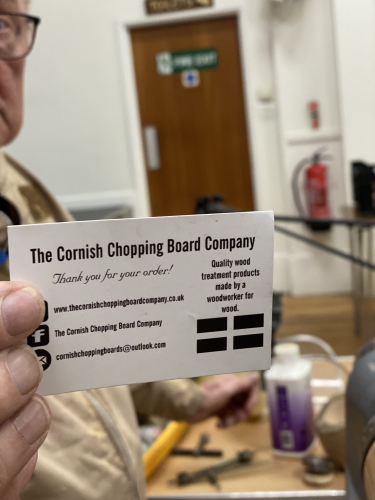 TOILETS
FIRE EXIT
The Cornish Chopping Board Company
Thank you for your order!
www.thecornishchoppingboardcompany.co.uk
The Cornish Chopping Board Company
cornishchoppingboards@outlook.com
Quality wood
treatment products
made by a
woodworker for
wood.